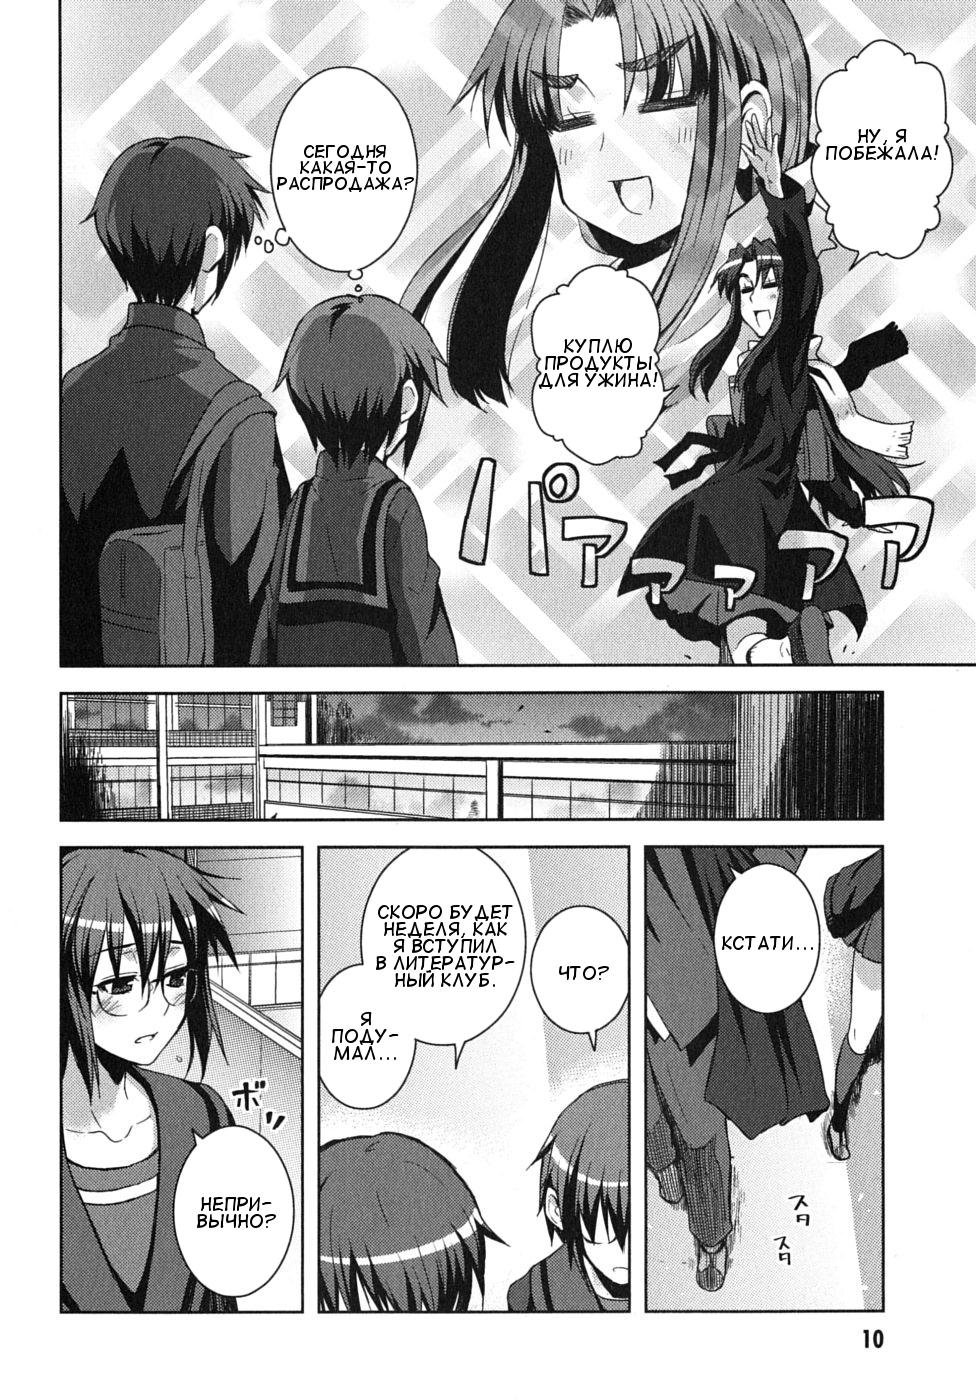 НУ, Я
ПОБЕЖАЛА!
КУПЛЮ
ПРОДУКТЫ
ДЛЯ УЖИНА!
СЕГОДНЯ
КАКАЯ-ТО
РАСПРОДАЖА?
パァァァァ
КСТАТИ...
スタ
スタ
ЧТО?
СКОРО БУДЕТ
НЕДЕЛЯ, КАК
Я ВСТУПИЛ
В ЛИТЕРАТУР-
НЫЙ КЛУБ.
Я
ПОДУ-
МАЛ...
ボソッ
НЕПРИ-
ВЫЧНО?
10